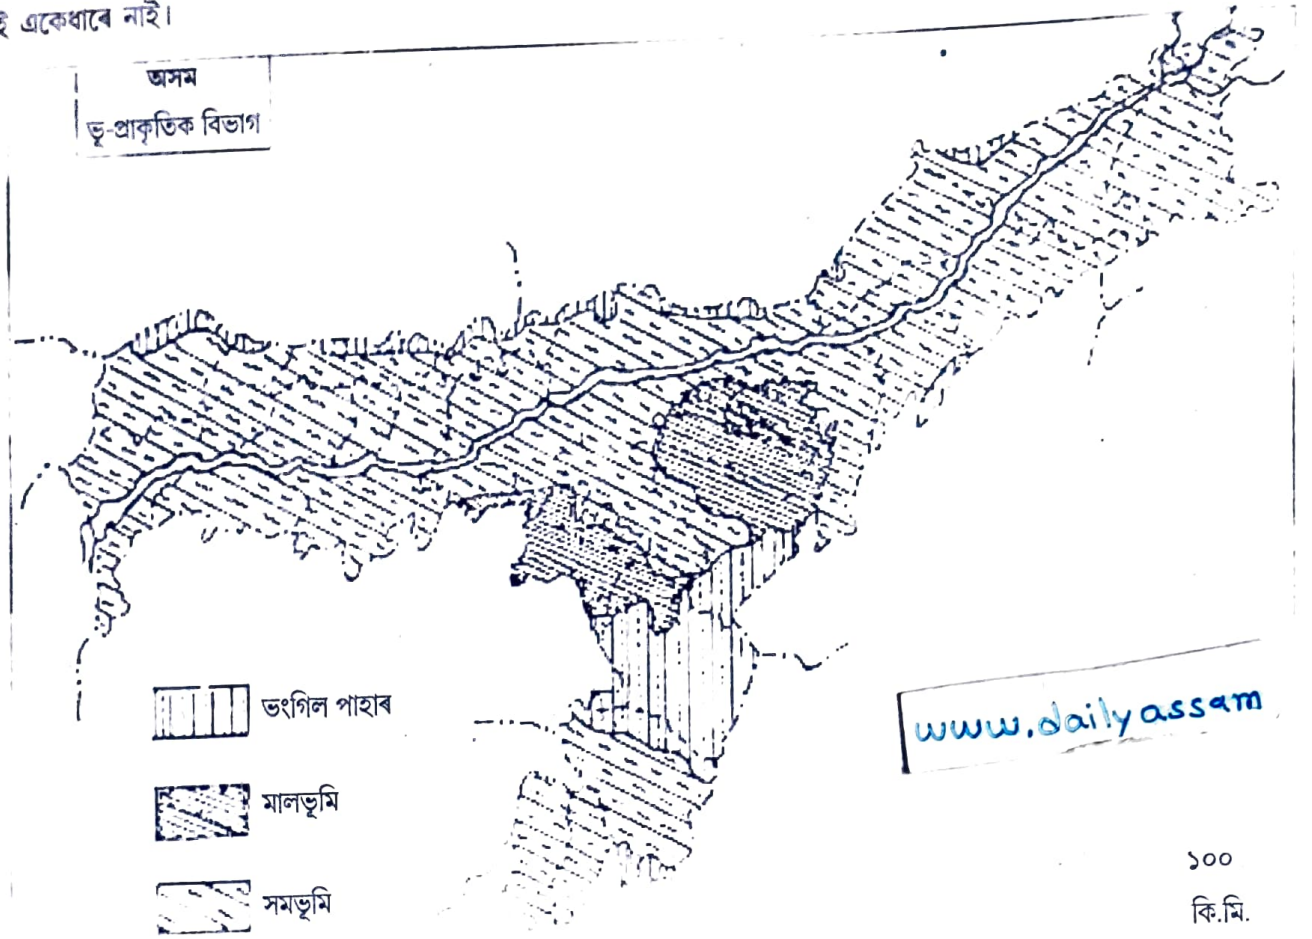 ই একেধাৰে নাই।
অসম
ভূ-প্ৰাকৃতিক বিভাগ
ভংগিল পাহাৰ
মালভূমি
সমভূমি
www.dailyassam
১০০
কি.মি.